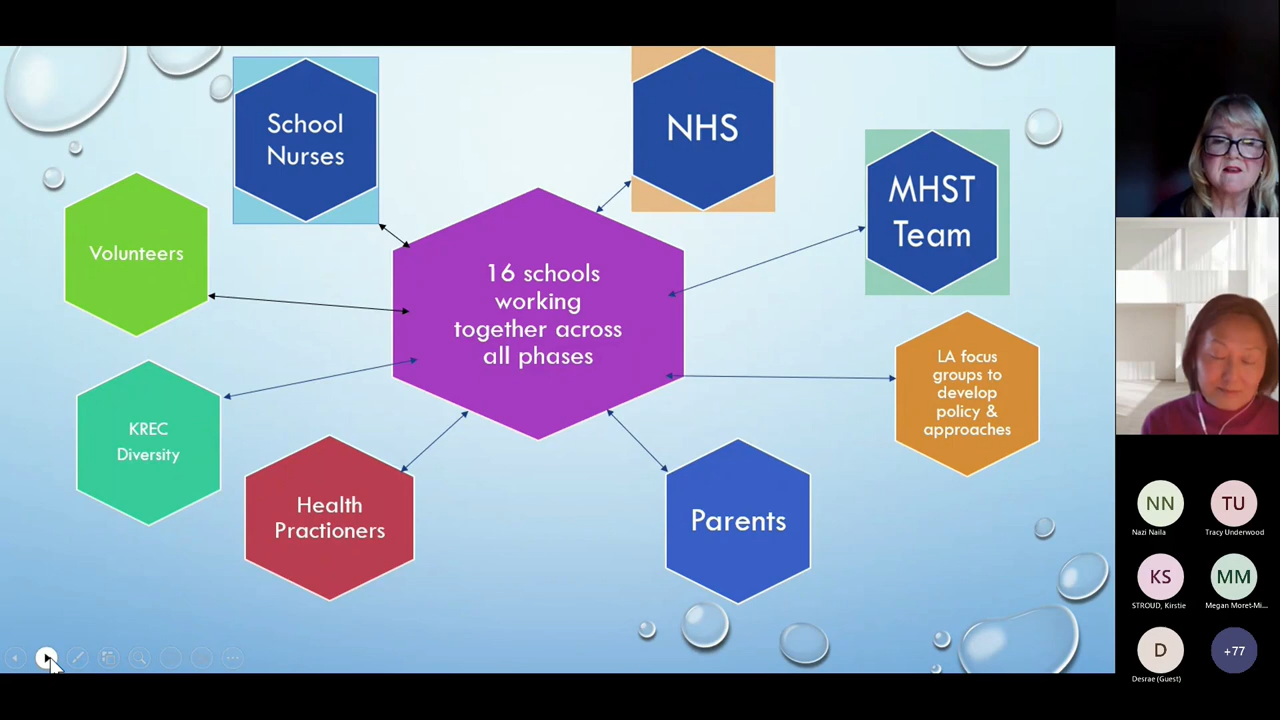 School
Nurses
NHS
MHST
Team
Volunteers
16 schools
working
together across
all phases
LA focus
groups to
develop
policy &
approaches
KREC
Diversity
Health
Practioners
Parents
NN
Nazi Naila
TU
Tracy Underwood
KS
STROUD, Kirstie
MM
Megan Moret-Mi...
D
Desrae (Guest)
+77